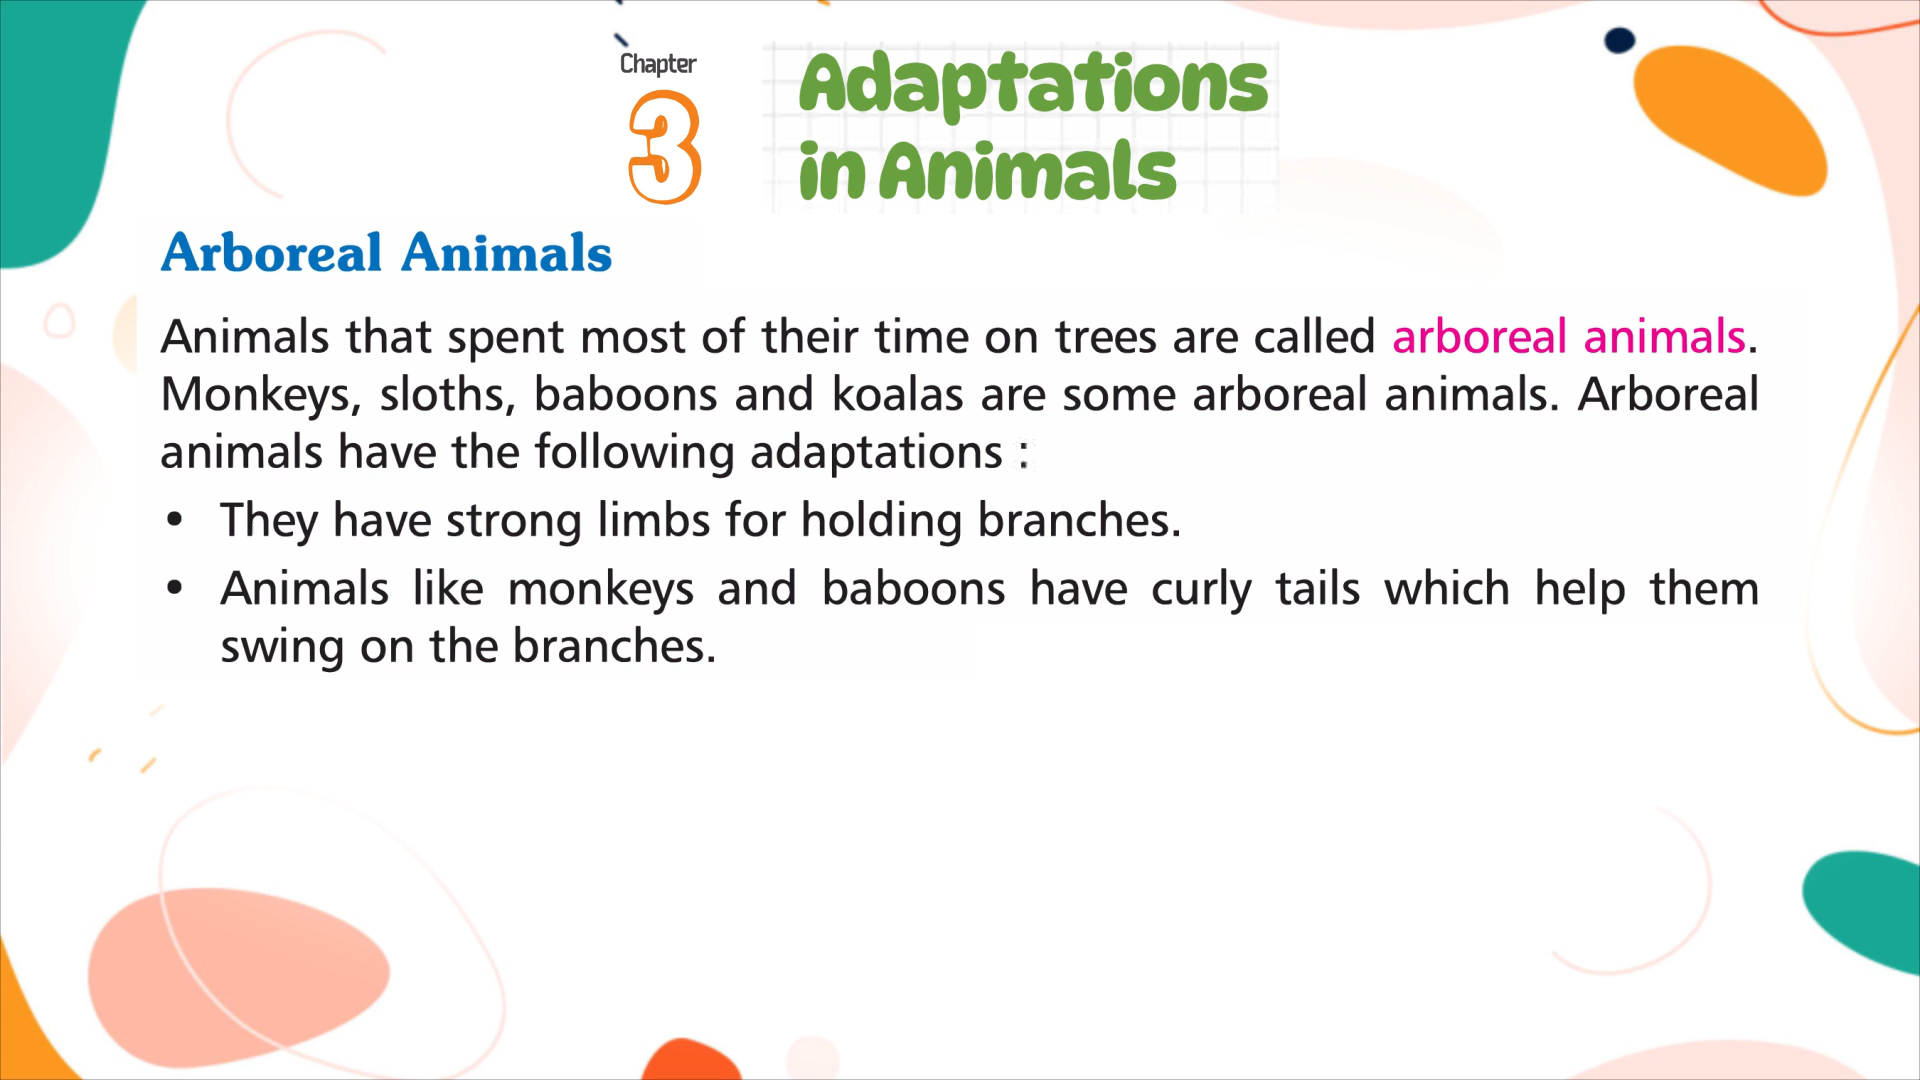 Chapter
3
Adaptations
in Animals
Arboreal Animals
Animals that spent most of their time on trees are called arboreal animals.
Monkeys, sloths, baboons and koalas are some arboreal animals. Arboreal
animals have the following adaptations :
• They have strong limbs for holding branches.
• Animals like monkeys and baboons have curly tails which help them
swing on the branches.